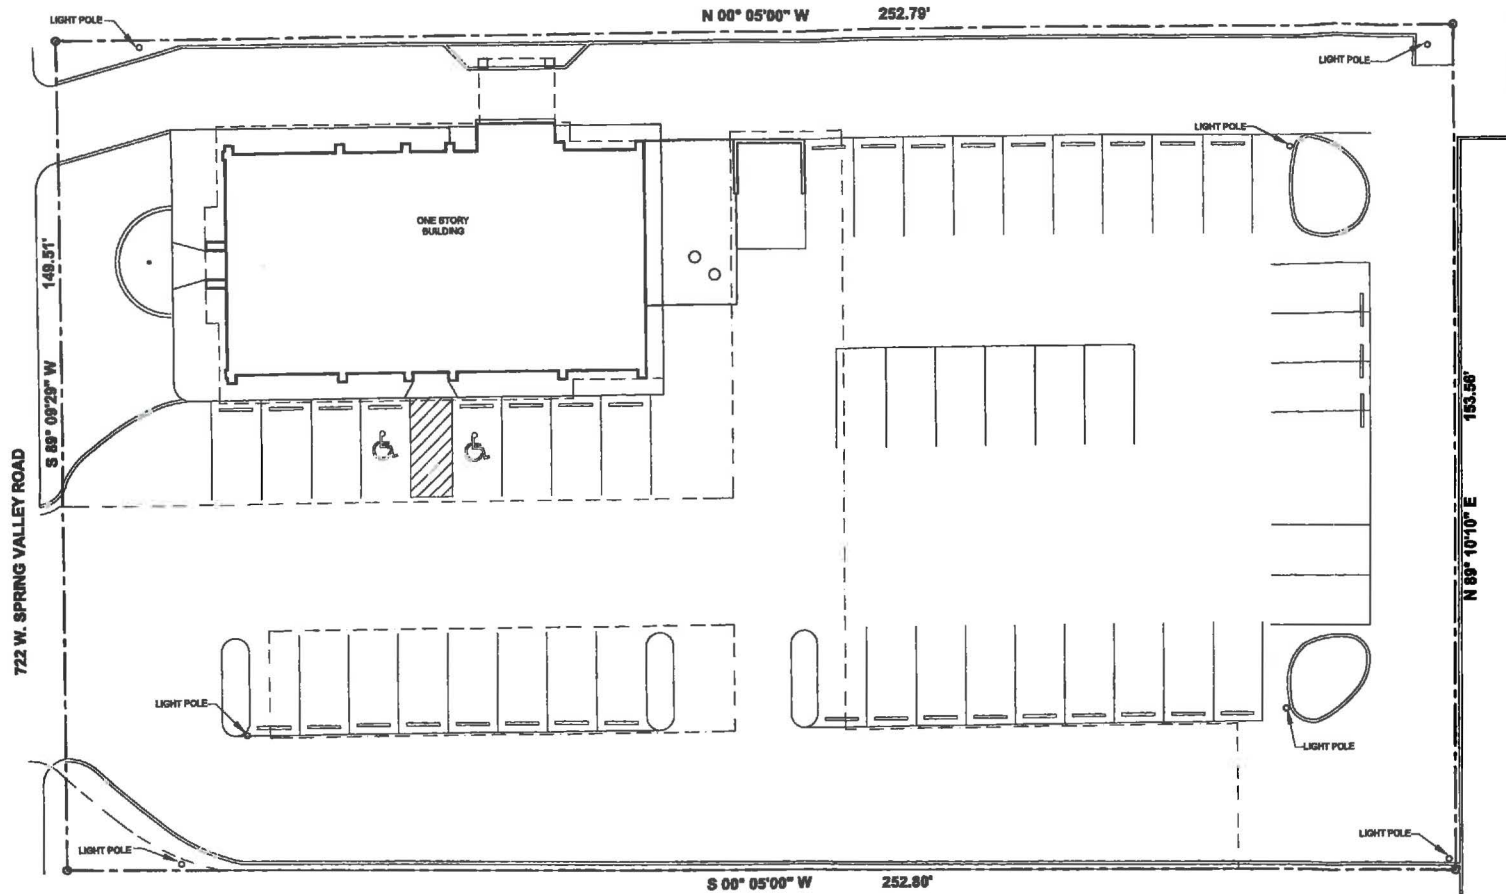 N 00° 05'00" W 252.79'
LIGHT POLE
LIGHT POLE
LIGHT POLE
ONE STORY
BUILDING
S 89° 09'29" W 149.51'
722 W. SPRING VALLEY ROAD
N 89° 10'10" E 153.56'
LIGHT POLE
LIGHT POLE
LIGHT POLE
LIGHT POLE
S 00° 05'00" W 252.80'